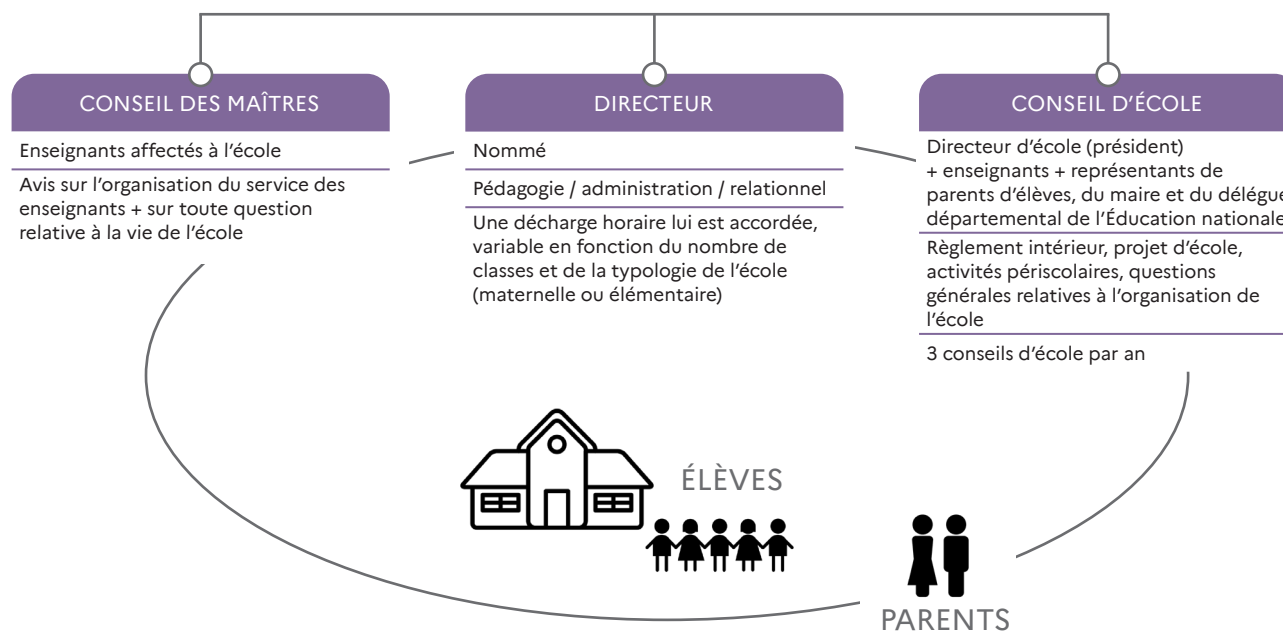 CONSEIL DES MAÎTRES
Enseignants affectés à l'école
Avis sur l'organisation du service des
enseignants + sur toute question
relative à la vie de l'école
DIRECTEUR
Nommé
Pédagogie / administration / relationnel
Une décharge horaire lui est accordée,
variable en fonction du nombre de
classes et de la typologie de l'école
(maternelle ou élémentaire)
CONSEIL D'ÉCOLE
Directeur d'école (président)
+ enseignants + représentants de
parents d'élèves, du maire et du délégué
départemental de l'Éducation nationale
Règlement intérieur, projet d'école,
activités périscolaires, questions
générales relatives à l'organisation de
l'école
3 conseils d'école par an
ÉLÈVES
PARENTS